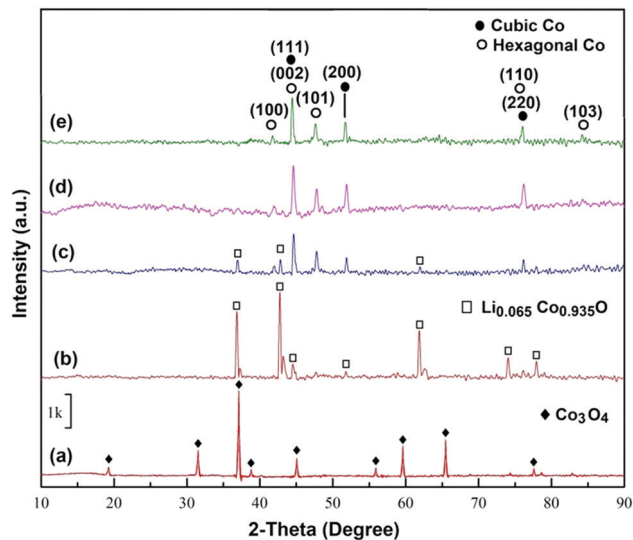 ● Cubic Co
○ Hexagonal Co
(111)
(002)
(200)
(110)
(100)
(101)
(220)
(103)
(e)
(d)
(c)
□ Li0.065 Co0.935O
(b)
1k
◆ Co3O4
(a)
Intensity (a.u.)
10 20 30 40 50 60 70 80 90
2-Theta (Degree)